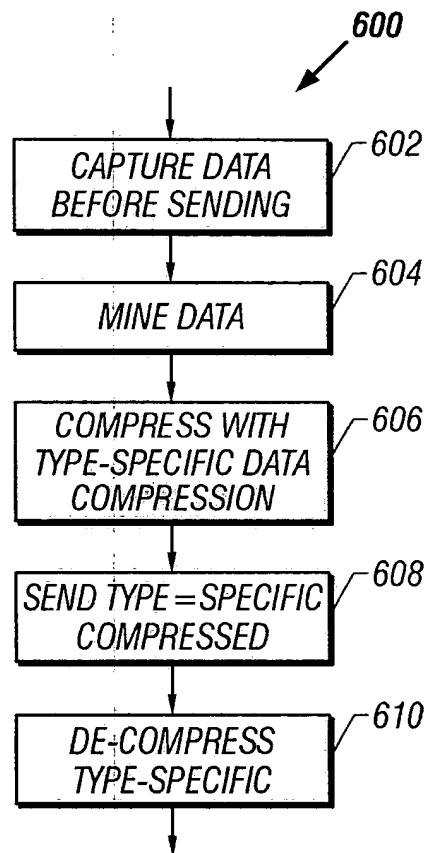 600
CAPTURE DATA
BEFORE SENDING
602
MINE DATA
604
COMPRESS WITH
TYPE-SPECIFIC DATA
COMPRESSION
606
SEND TYPE=SPECIFIC
COMPRESSED
608
DE-COMPRESS
TYPE-SPECIFIC
610